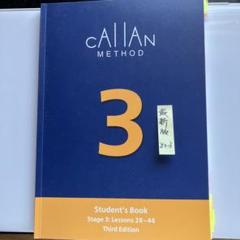 CALLAN
METHOD
3
最新版
Student's Book
Stage 3: Lessons 28–44
Third Edition